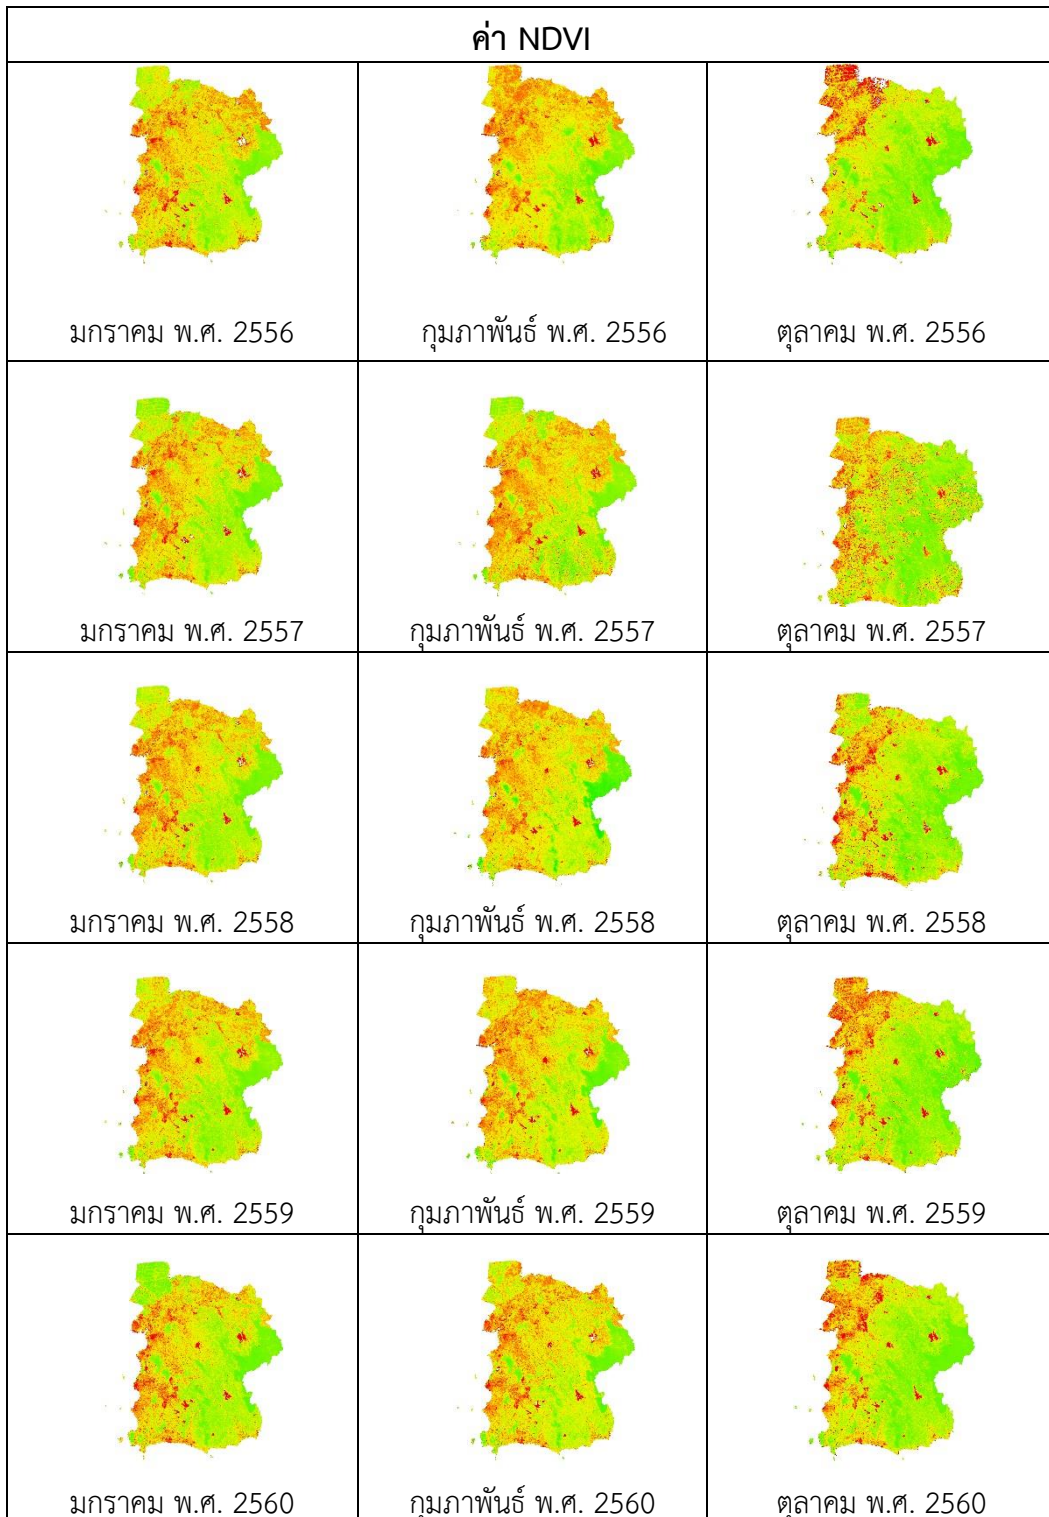 ค่า NDVI
มกราคม พ.ศ. 2556
กุมภาพันธ์ พ.ศ. 2556
ตุลาคม พ.ศ. 2556
มกราคม พ.ศ. 2557
กุมภาพันธ์ พ.ศ. 2557
ตุลาคม พ.ศ. 2557
มกราคม พ.ศ. 2558
กุมภาพันธ์ พ.ศ. 2558
ตุลาคม พ.ศ. 2558
มกราคม พ.ศ. 2559
กุมภาพันธ์ พ.ศ. 2559
ตุลาคม พ.ศ. 2559
มกราคม พ.ศ. 2560
กุมภาพันธ์ พ.ศ. 2560
ตุลาคม พ.ศ. 2560